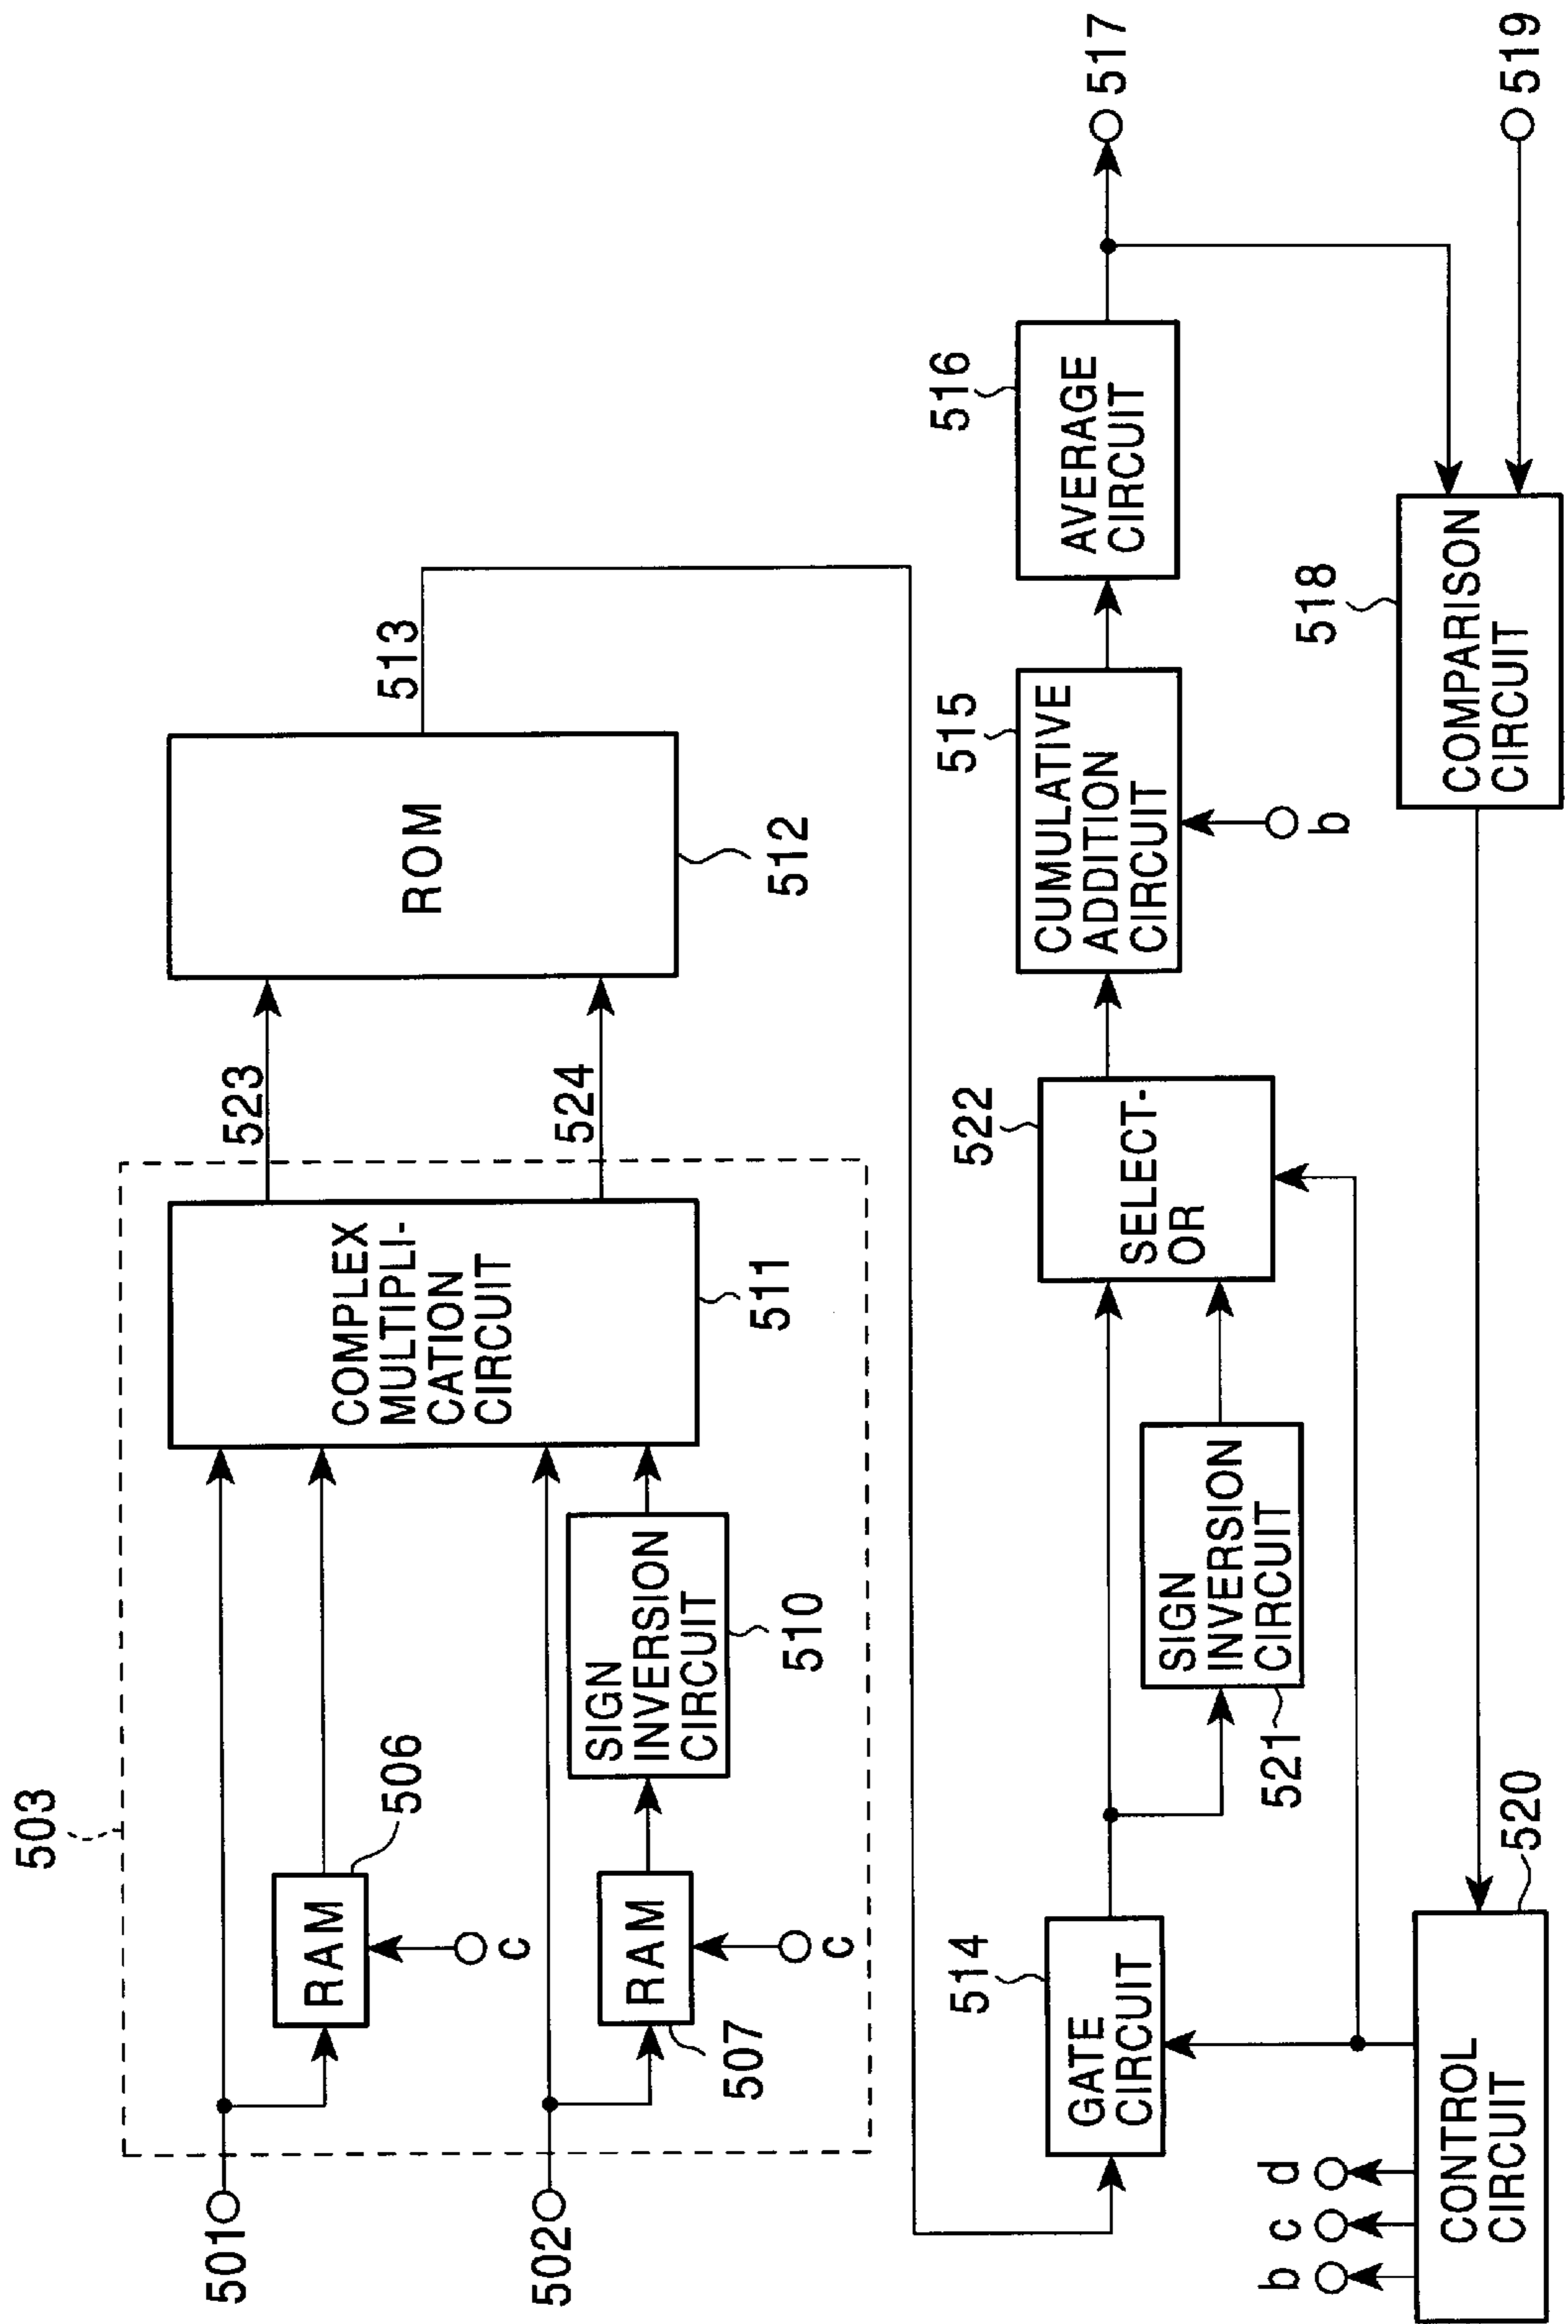 503
501
502
RAM
506
c
RAM
507
c
SIGN
INVERSION
CIRCUIT
510
COMPLEX
MULTIPLI-
CATION
CIRCUIT
511
523
524
ROM
512
513
GATE
CIRCUIT
514
SIGN
INVERSION
CIRCUIT
521
SELECT-
OR
522
CUMULATIVE
ADDITION
CIRCUIT
515
b
AVERAGE
CIRCUIT
516
517
b
c
d
CONTROL
CIRCUIT
520
COMPARISON
CIRCUIT
518
519